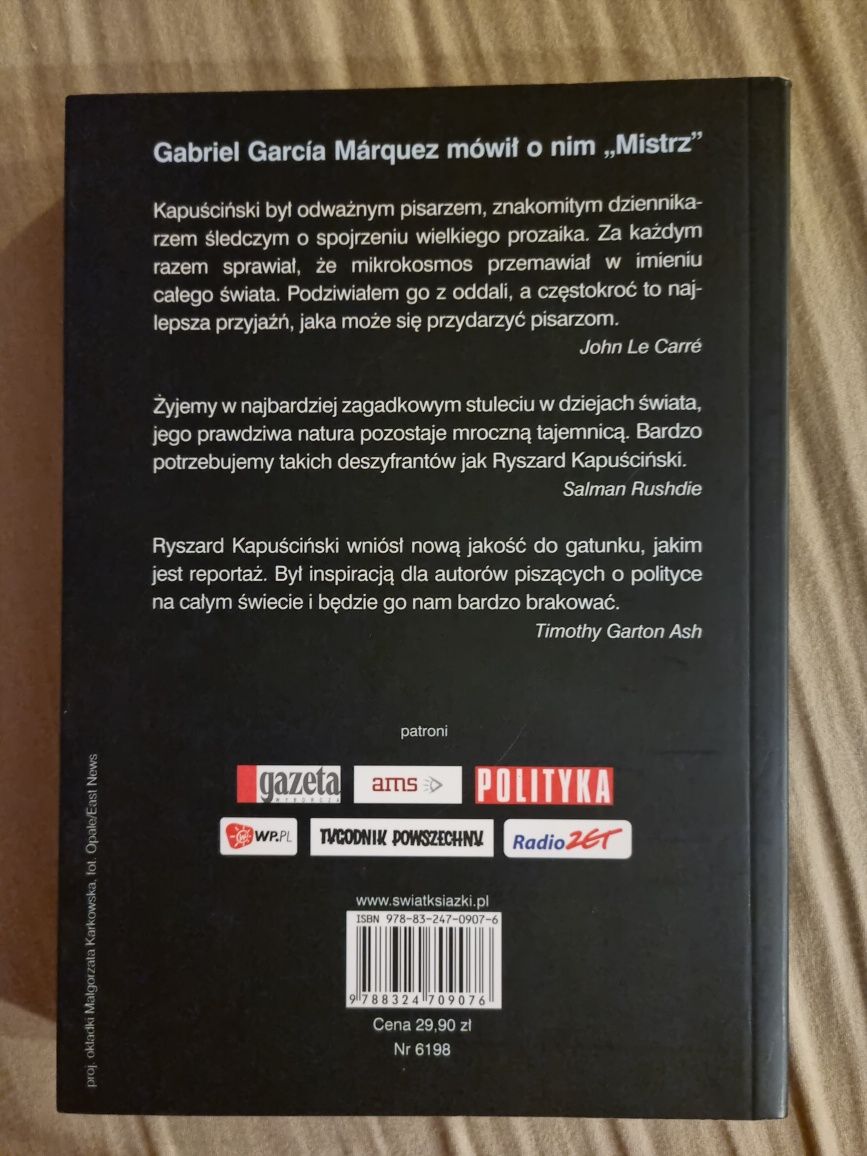 Gabriel García Márquez mówił o nim „Mistrz”
Kapuściński był odważnym pisarzem, znakomitym dziennika-
rzem śledczym o spojrzeniu wielkiego prozaika. Za każdym
razem sprawiał, że mikrokosmos przemawiał w imieniu
całego świata. Podziwiałem go z oddali, a częstokroć to naj-
lepsza przyjaźń, jaka może się przydarzyć pisarzom.
John Le Carré
Żyjemy w najbardziej zagadkowym stuleciu w dziejach świata,
jego prawdziwa natura pozostaje mroczną tajemnicą. Bardzo
potrzebujemy takich deszyfrantów jak Ryszard Kapuściński.
Salman Rushdie
Ryszard Kapuściński wniósł nową jakość do gatunku, jakim
jest reportaż. Był inspiracją dla autorów piszących o polityce
na całym świecie i będzie go nam bardzo brakować.
Timothy Garton Ash
patroni
gazeta
WYBORCZA
ams
POLITYKA
W WP.PL
TYGODNIK POWSZECHNY
Radio ZET
www.swiatksiazki.pl
ISBN 978-83-247-0907-6
9 788324 709076
Cena 29,90 zł
Nr 6198
proj. okładki Małgorzata Karkowska, fot. Opale/East News